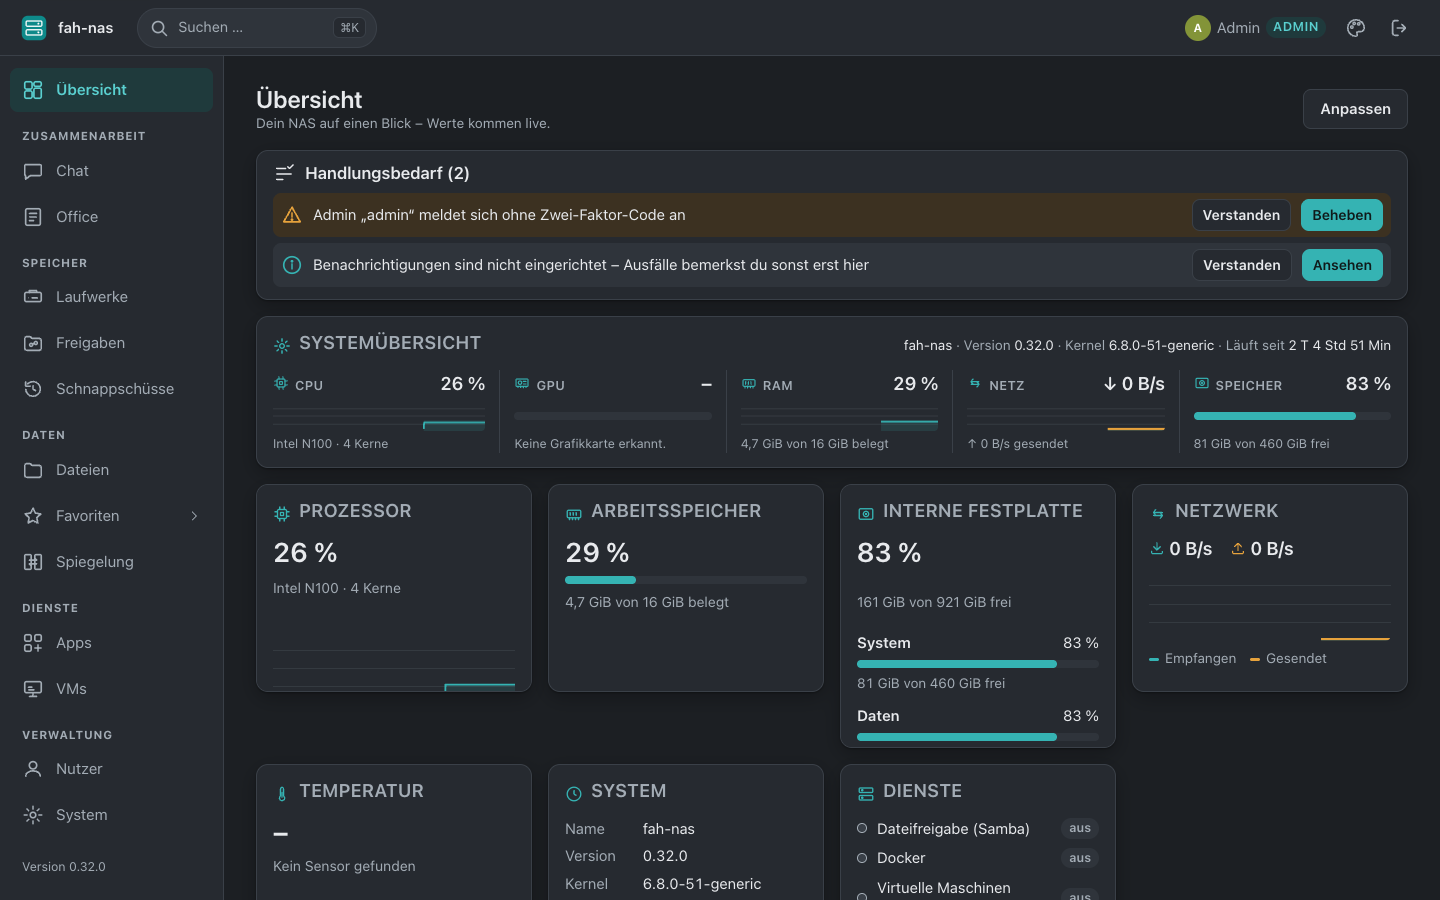 fah-nas
Suchen ...
⌘K
A
Admin
ADMIN
Übersicht
ZUSAMMENARBEIT
Chat
Office
SPEICHER
Laufwerke
Freigaben
Schnappschüsse
DATEN
Dateien
Favoriten
Spiegelung
DIENSTE
Apps
VMs
VERWALTUNG
Nutzer
System
Version 0.32.0
Übersicht
Dein NAS auf einen Blick – Werte kommen live.
Anpassen
Handlungsbedarf (2)
Admin „admin“ meldet sich ohne Zwei-Faktor-Code an
Verstanden
Beheben
Benachrichtigungen sind nicht eingerichtet – Ausfälle bemerkst du sonst erst hier
Verstanden
Ansehen
SYSTEMÜBERSICHT
fah-nas · Version 0.32.0 · Kernel 6.8.0-51-generic · Läuft seit 2 T 4 Std 51 Min
CPU
26 %
Intel N100 · 4 Kerne
GPU
–
Keine Grafikkarte erkannt.
RAM
29 %
4,7 GiB von 16 GiB belegt
NETZ
↓ 0 B/s
↑ 0 B/s gesendet
SPEICHER
83 %
81 GiB von 460 GiB frei
PROZESSOR
26 %
Intel N100 · 4 Kerne
ARBEITSSPEICHER
29 %
4,7 GiB von 16 GiB belegt
INTERNE FESTPLATTE
83 %
161 GiB von 921 GiB frei
System
83 %
81 GiB von 460 GiB frei
Daten
83 %
NETZWERK
0 B/s
0 B/s
Empfangen
Gesendet
TEMPERATUR
–
Kein Sensor gefunden
SYSTEM
Name
fah-nas
Version
0.32.0
Kernel
6.8.0-51-generic
DIENSTE
Dateifreigabe (Samba)
aus
Docker
aus
Virtuelle Maschinen
aus